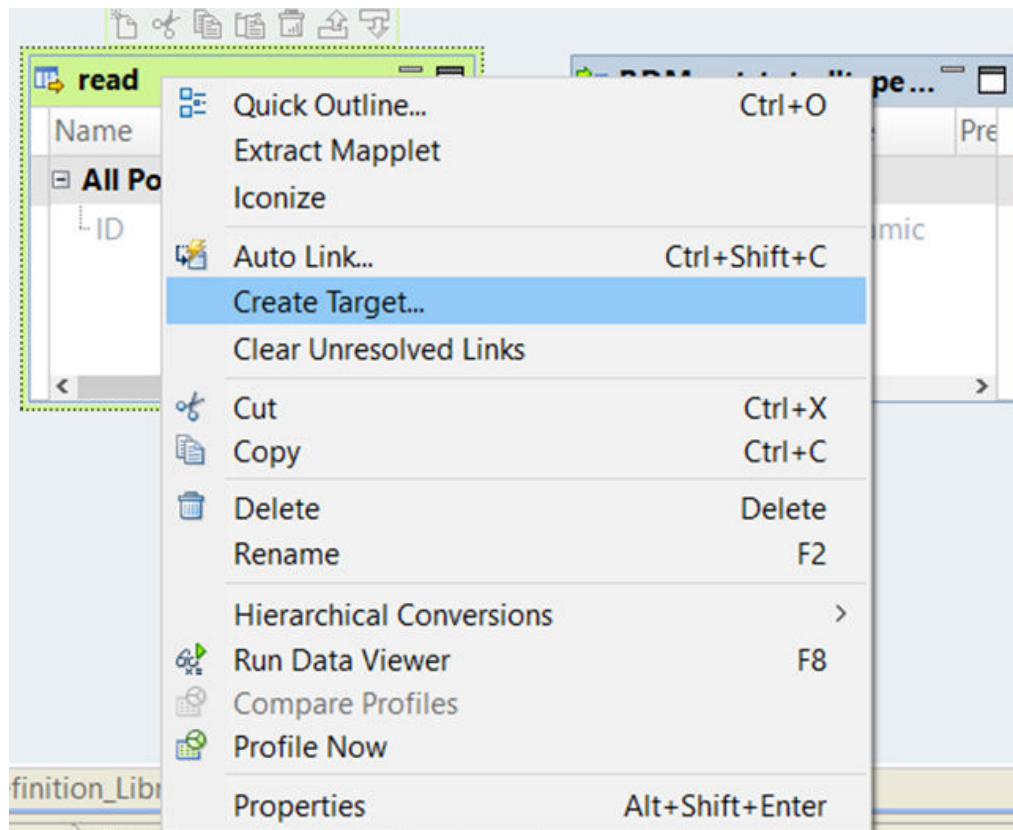 read
pe...
Name
Pre
Quick Outline... Ctrl+O
Extract Mapplet
All Po
Iconize
ID
amic
Auto Link... Ctrl+Shift+C
Create Target...
Clear Unresolved Links
Cut Ctrl+X
Copy Ctrl+C
Delete Delete
Rename F2
Hierarchical Conversions
Run Data Viewer F8
Compare Profiles
Profile Now
finition_Libr
Properties Alt+Shift+Enter